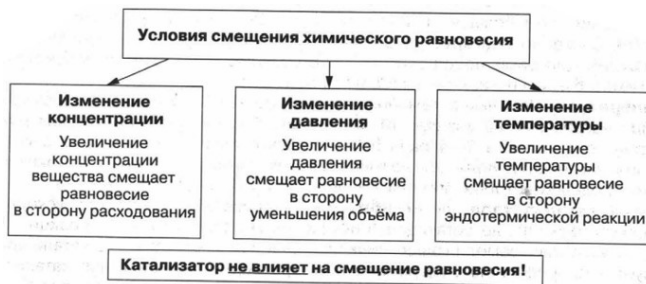 Условия смещения химического равновесия
Изменение
концентрации
Увеличение
концентрации
вещества смещает
равновесие
в сторону расходования
Изменение
давления
Увеличение
давления
смещает равновесие
в сторону
уменьшения объёма
Изменение
температуры
Увеличение
температуры
смещает равновесие
в сторону
эндотермической реакции
Катализатор не влияет на смещение равновесия!